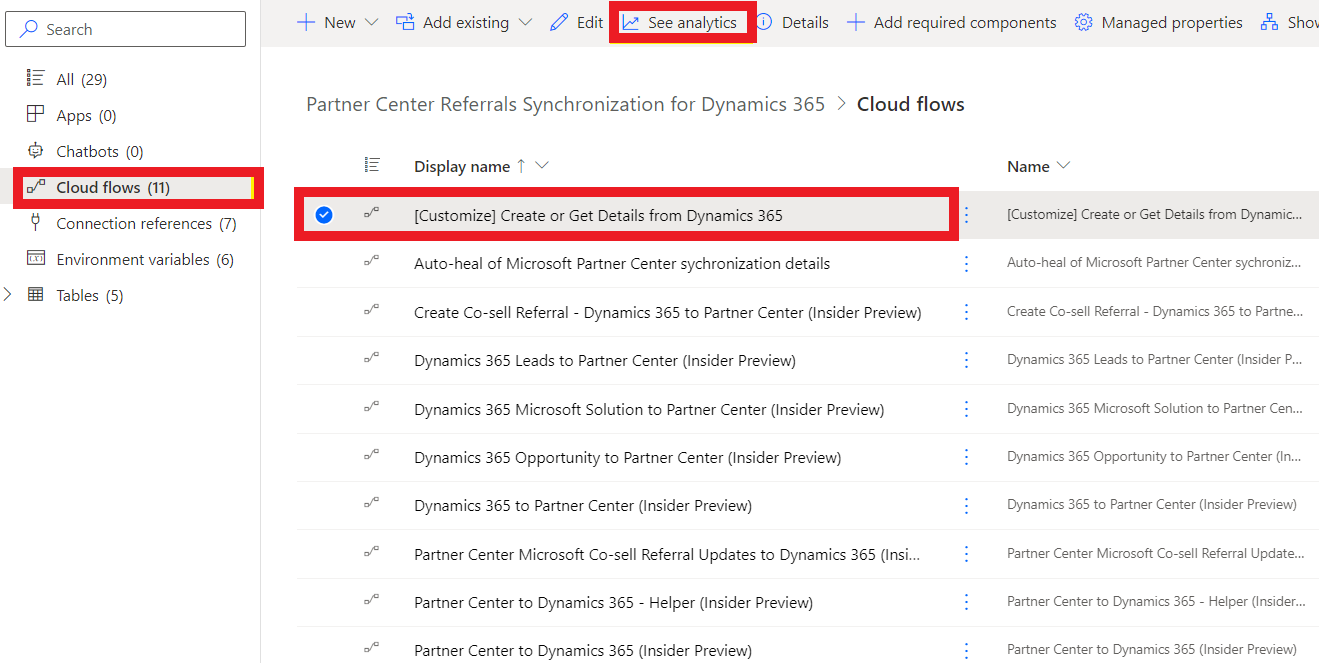 Search
New
Add existing
Edit
See analytics
Details
Add required components
Managed properties
Show
All (29)
Apps (0)
Chatbots (0)
Cloud flows (11)
Connection references (7)
Environment variables (6)
Tables (5)
Partner Center Referrals Synchronization for Dynamics 365 > Cloud flows
Display name ↑
Name
[Customize] Create or Get Details from Dynamics 365
[Customize] Create or Get Details from Dynamic...
Auto-heal of Microsoft Partner Center sychronization details
Auto-heal of Microsoft Partner Center sychroniz...
Create Co-sell Referral - Dynamics 365 to Partner Center (Insider Preview)
Create Co-sell Referral - Dynamics 365 to Partne...
Dynamics 365 Leads to Partner Center (Insider Preview)
Dynamics 365 Leads to Partner Center (Insider P...
Dynamics 365 Microsoft Solution to Partner Center (Insider Preview)
Dynamics 365 Microsoft Solution to Partner Cen...
Dynamics 365 Opportunity to Partner Center (Insider Preview)
Dynamics 365 Opportunity to Partner Center (In...
Dynamics 365 to Partner Center (Insider Preview)
Dynamics 365 to Partner Center (Insider Preview)
Partner Center Microsoft Co-sell Referral Updates to Dynamics 365 (Insi...
Partner Center Microsoft Co-sell Referral Update...
Partner Center to Dynamics 365 - Helper (Insider Preview)
Partner Center to Dynamics 365 - Helper (Insider...
Partner Center to Dynamics 365 (Insider Preview)
Partner Center to Dynamics 365 (Insider Preview)